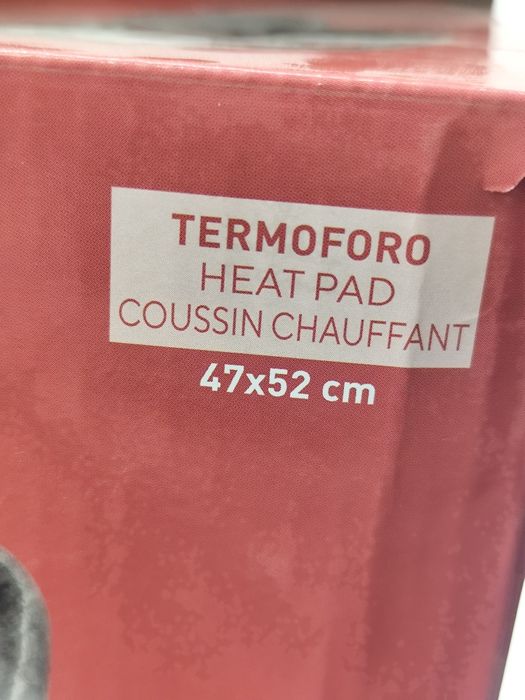 TERMOFORO
HEAT PAD
COUSSIN CHAUFFANT
47x52 cm